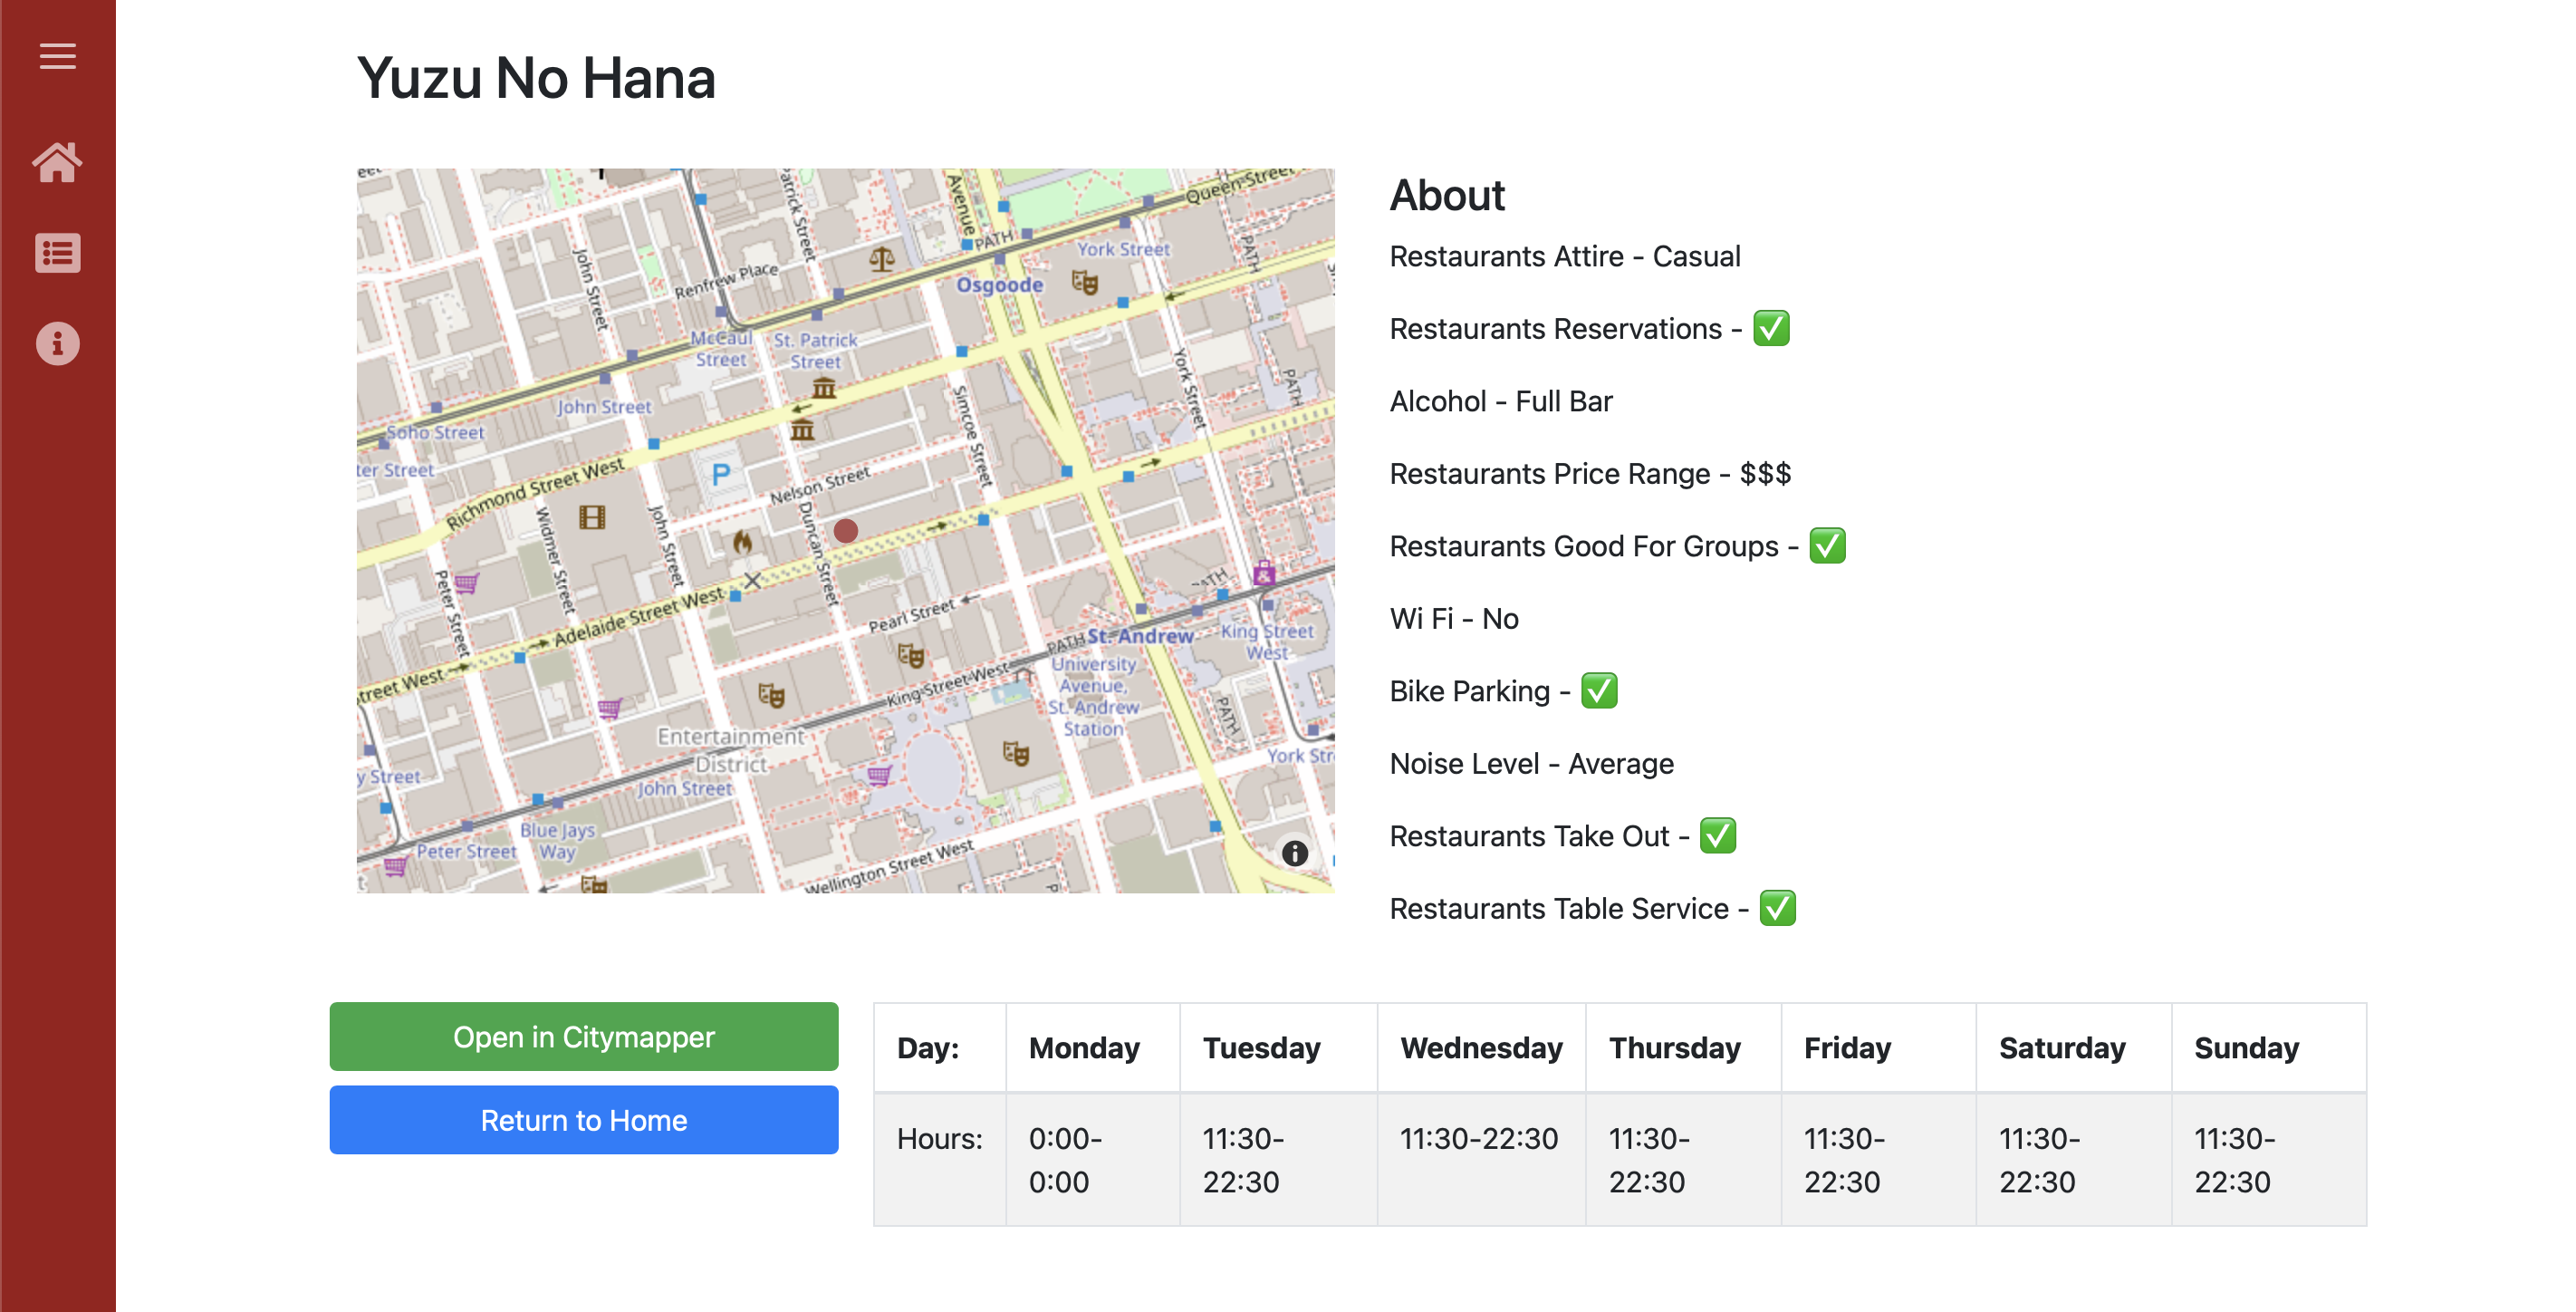 Yuzu No Hana
Queen Street
Avenue
PATH
York Street
PATH
John Street
Renfrew Place
Osgoode
McCaul
Street
St. Patrick
Street
York Street
PATH
John Street
Simcoe Street
Soho Street
ter Street
P
Richmond Street West
Nelson Street
Widmer Street
John Street
Duncan Street
Peter Street
Adelaide Street West
Pearl Street
PATH
PATH
St. Andrew
King Street
West
University
Avenue,
St. Andrew
Station
King Street West
PATH
treet West
Entertainment
District
John Street
York Str
y Street
Blue Jays
Way
Peter Street
Wellington Street West
About
Restaurants Attire - Casual
Restaurants Reservations - ✅
Alcohol - Full Bar
Restaurants Price Range - $$$
Restaurants Good For Groups - ✅
Wi Fi - No
Bike Parking - ✅
Noise Level - Average
Restaurants Take Out - ✅
Restaurants Table Service - ✅
Open in Citymapper
Return to Home
Day: Monday Tuesday Wednesday Thursday Friday Saturday Sunday
Hours: 0:00- 11:30- 11:30-22:30 11:30- 11:30- 11:30- 11:30-
0:00 22:30 22:30 22:30 22:30 22:30